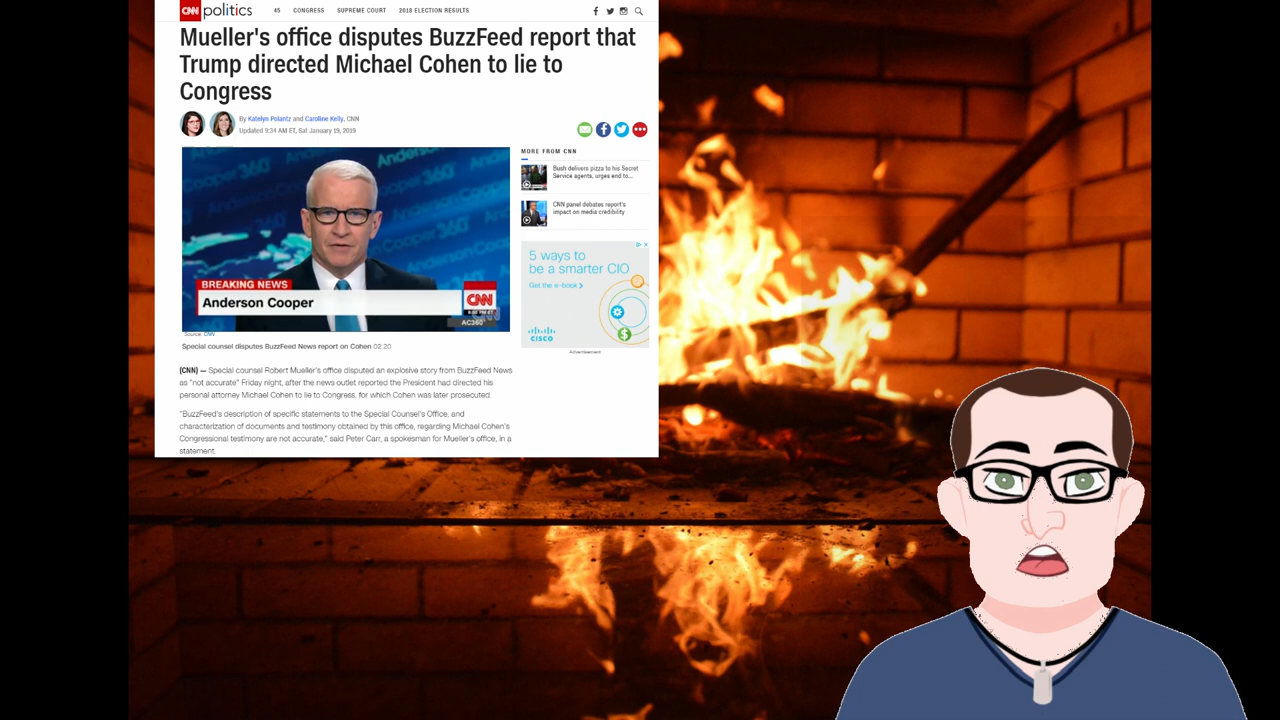 CNN politics 45 CONGRESS SUPREME COURT 2018 ELECTION RESULTS
Mueller's office disputes BuzzFeed report that
Trump directed Michael Cohen to lie to
Congress
By Katelyn Polantz and Caroline Kelly, CNN
Updated 9:34 AM ET, Sat January 19, 2019
MORE FROM CNN
Bush delivers pizza to his Secret
Service agents, urges end to...
CNN panel debates report's
impact on media credibility
BREAKING NEWS
Anderson Cooper
CNN
AC360°
Source: CNN
Special counsel disputes BuzzFeed News report on Cohen 02:20
5 ways to
be a smarter CIO
Get the e-book >
CISCO
Advertisement
(CNN) — Special counsel Robert Mueller's office disputed an explosive story from BuzzFeed News
as "not accurate" Friday night, after the news outlet reported the President had directed his
personal attorney Michael Cohen to lie to Congress, for which Cohen was later prosecuted.
"BuzzFeed's description of specific statements to the Special Counsel's Office, and
characterization of documents and testimony obtained by this office, regarding Michael Cohen's
Congressional testimony are not accurate," said Peter Carr, a spokesman for Mueller's office, in a
statement.